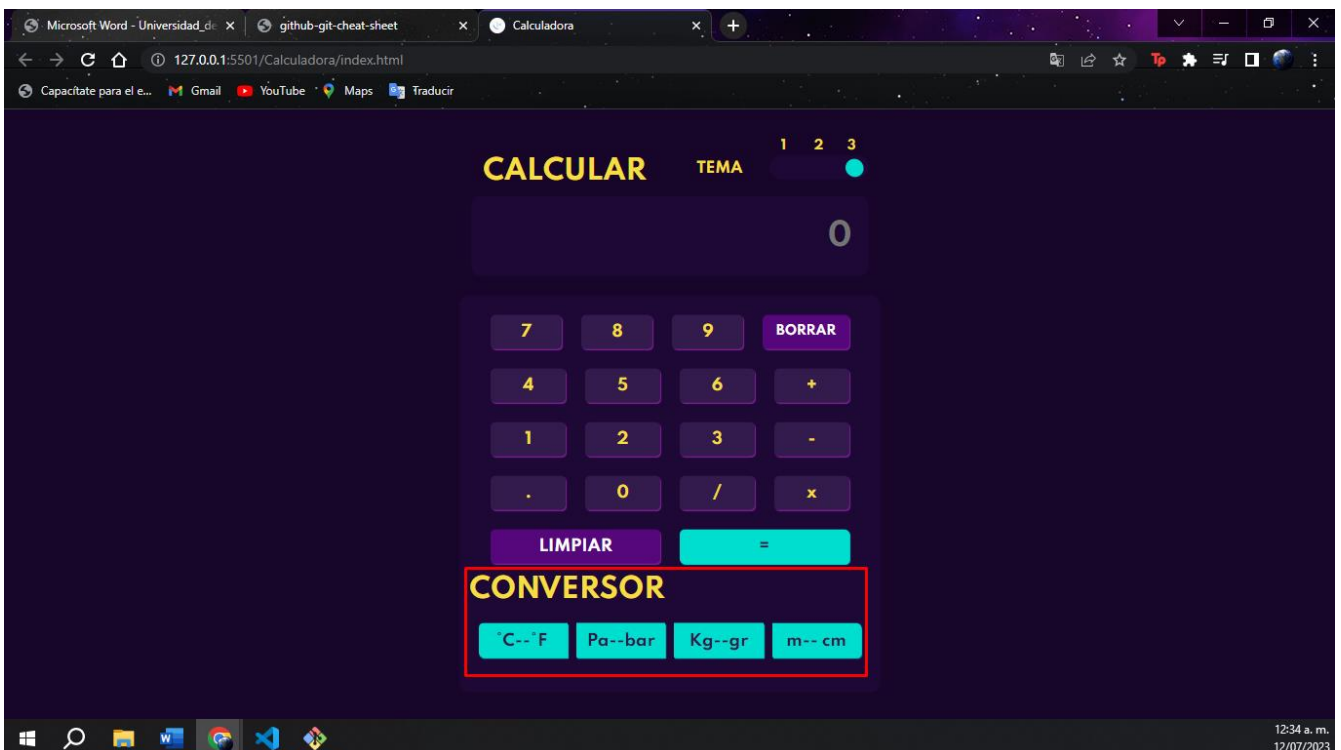 Microsoft Word - Universidad_de
github-git-cheat-sheet
Calculadora
127.0.0.1:5501/Calculadora/index.html
Capacítate para el e...
Gmail
YouTube
Maps
Traducir
1 2 3
CALCULAR TEMA
0
7 8 9 BORRAR
4 5 6 +
1 2 3 -
. 0 / x
LIMPIAR =
CONVERSOR
°C--°F Pa--bar Kg--gr m-- cm
12:34 a. m.
12/07/2023